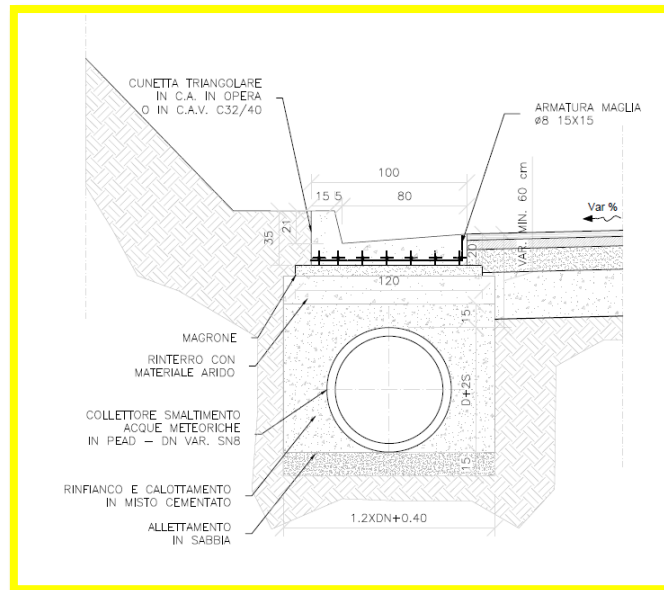 CUNETTA TRIANGOLARE
IN C.A. IN OPERA
O IN C.A.V. C32/40
ARMATURA MAGLIA
ø8 15X15
100
15 5
80
21
35
20
VAR. MIN. 60 cm
Var %
120
MAGRONE
15
RINTERRO CON
MATERIALE ARIDO
COLLETTORE SMALTIMENTO
ACQUE METEORICHE
IN PEAD – DN VAR. SN8
D+2S
15
RINFIANCO E CALOTTAMENTO
IN MISTO CEMENTATO
ALLETTAMENTO
IN SABBIA
1.2XDN+0.40